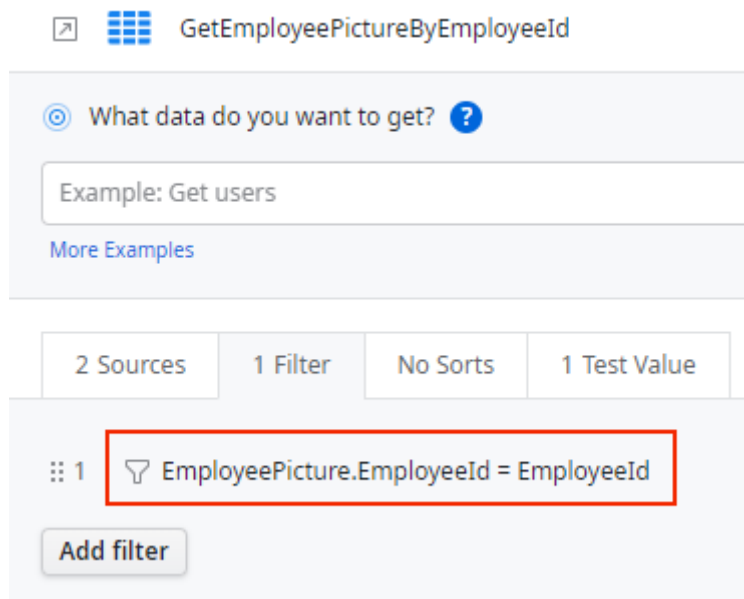 GetEmployeePictureByEmployeeId
What data do you want to get? ?
Example: Get users
More Examples
2 Sources 1 Filter No Sorts 1 Test Value
1 EmployeePicture.EmployeeId = EmployeeId
Add filter